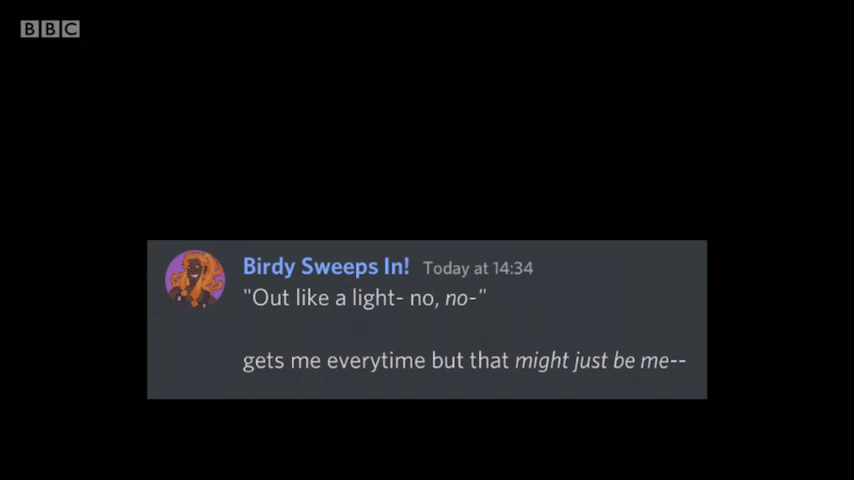 BBC
Birdy Sweeps In! Today at 14:34
"Out like a light- no, no-"
gets me everytime but that might just be me--